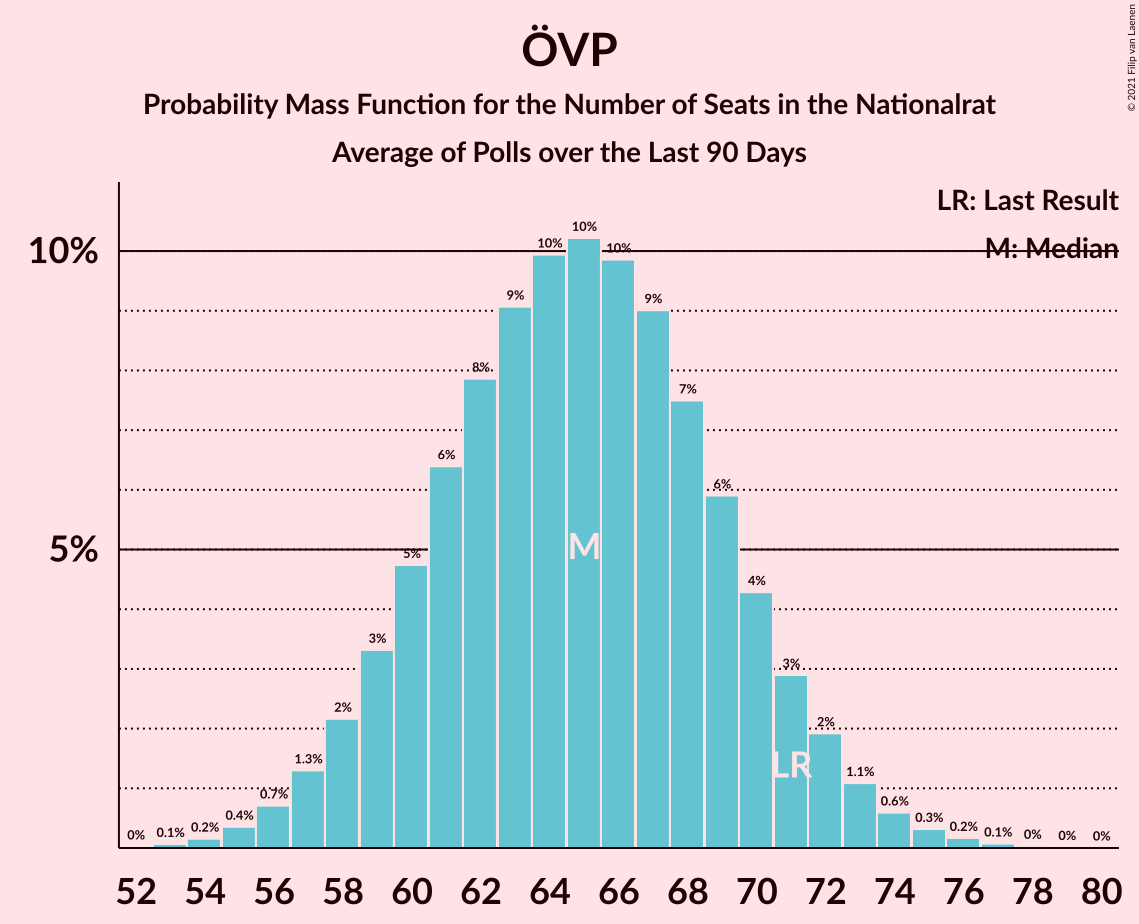 ÖVP
Probability Mass Function for the Number of Seats in the Nationalrat
Average of Polls over the Last 90 Days
© 2021 Filip van Laenen
LR: Last Result
M: Median
10%
5%
0% 0.1% 0.2% 0.4% 0.7% 1.3% 2% 3% 5% 6% 8% 9% 10% 10% 10% 9% 7% 6% 4% 3% 2% 1.1% 0.6% 0.3% 0.2% 0.1% 0% 0% 0%
M
LR
52 54 56 58 60 62 64 66 68 70 72 74 76 78 80